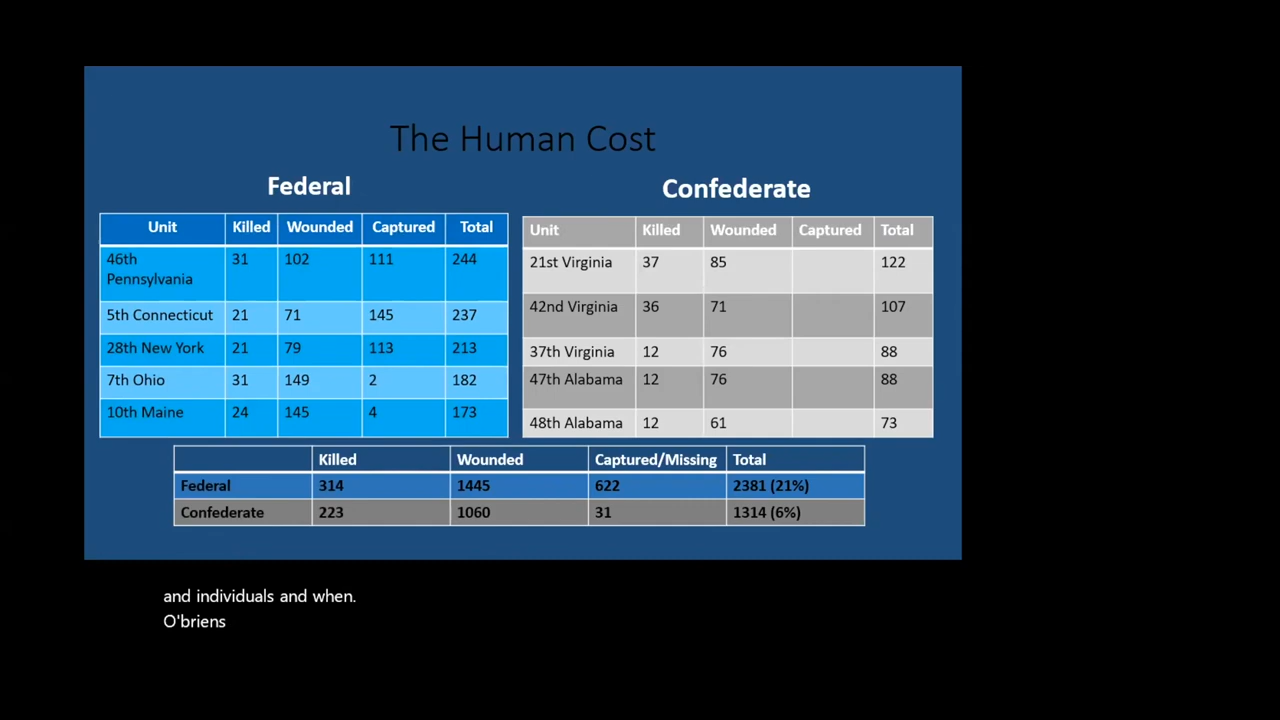 The Human Cost
Federal
Unit Killed Wounded Captured Total
46th
Pennsylvania 31 102 111 244
5th Connecticut 21 71 145 237
28th New York 21 79 113 213
7th Ohio 31 149 2 182
10th Maine 24 145 4 173
Confederate
Unit Killed Wounded Captured Total
21st Virginia 37 85 122
42nd Virginia 36 71 107
37th Virginia 12 76 88
47th Alabama 12 76 88
48th Alabama 12 61 73
Killed Wounded Captured/Missing Total
Federal 314 1445 622 2381 (21%)
Confederate 223 1060 31 1314 (6%)
and individuals and when.
O'briens